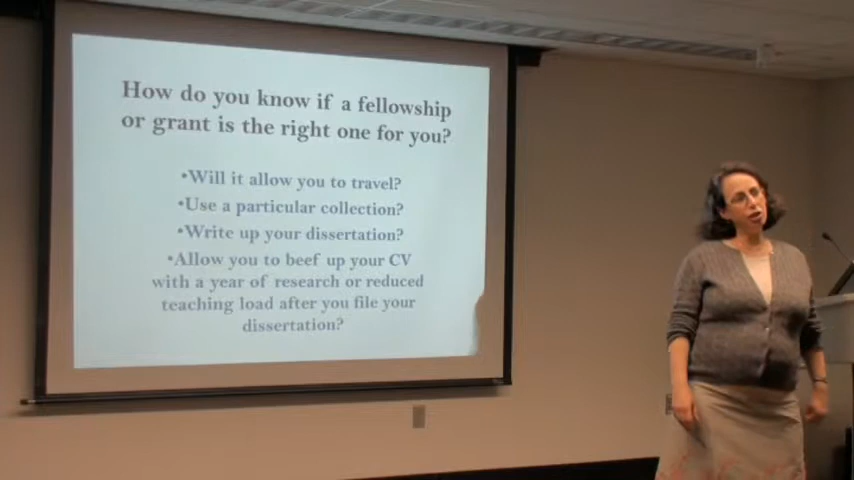 How do you know if a fellowship
or grant is the right one for you?
•Will it allow you to travel?
•Use a particular collection?
•Write up your dissertation?
•Allow you to beef up your CV
with a year of research or reduced
teaching load after you file your
dissertation?